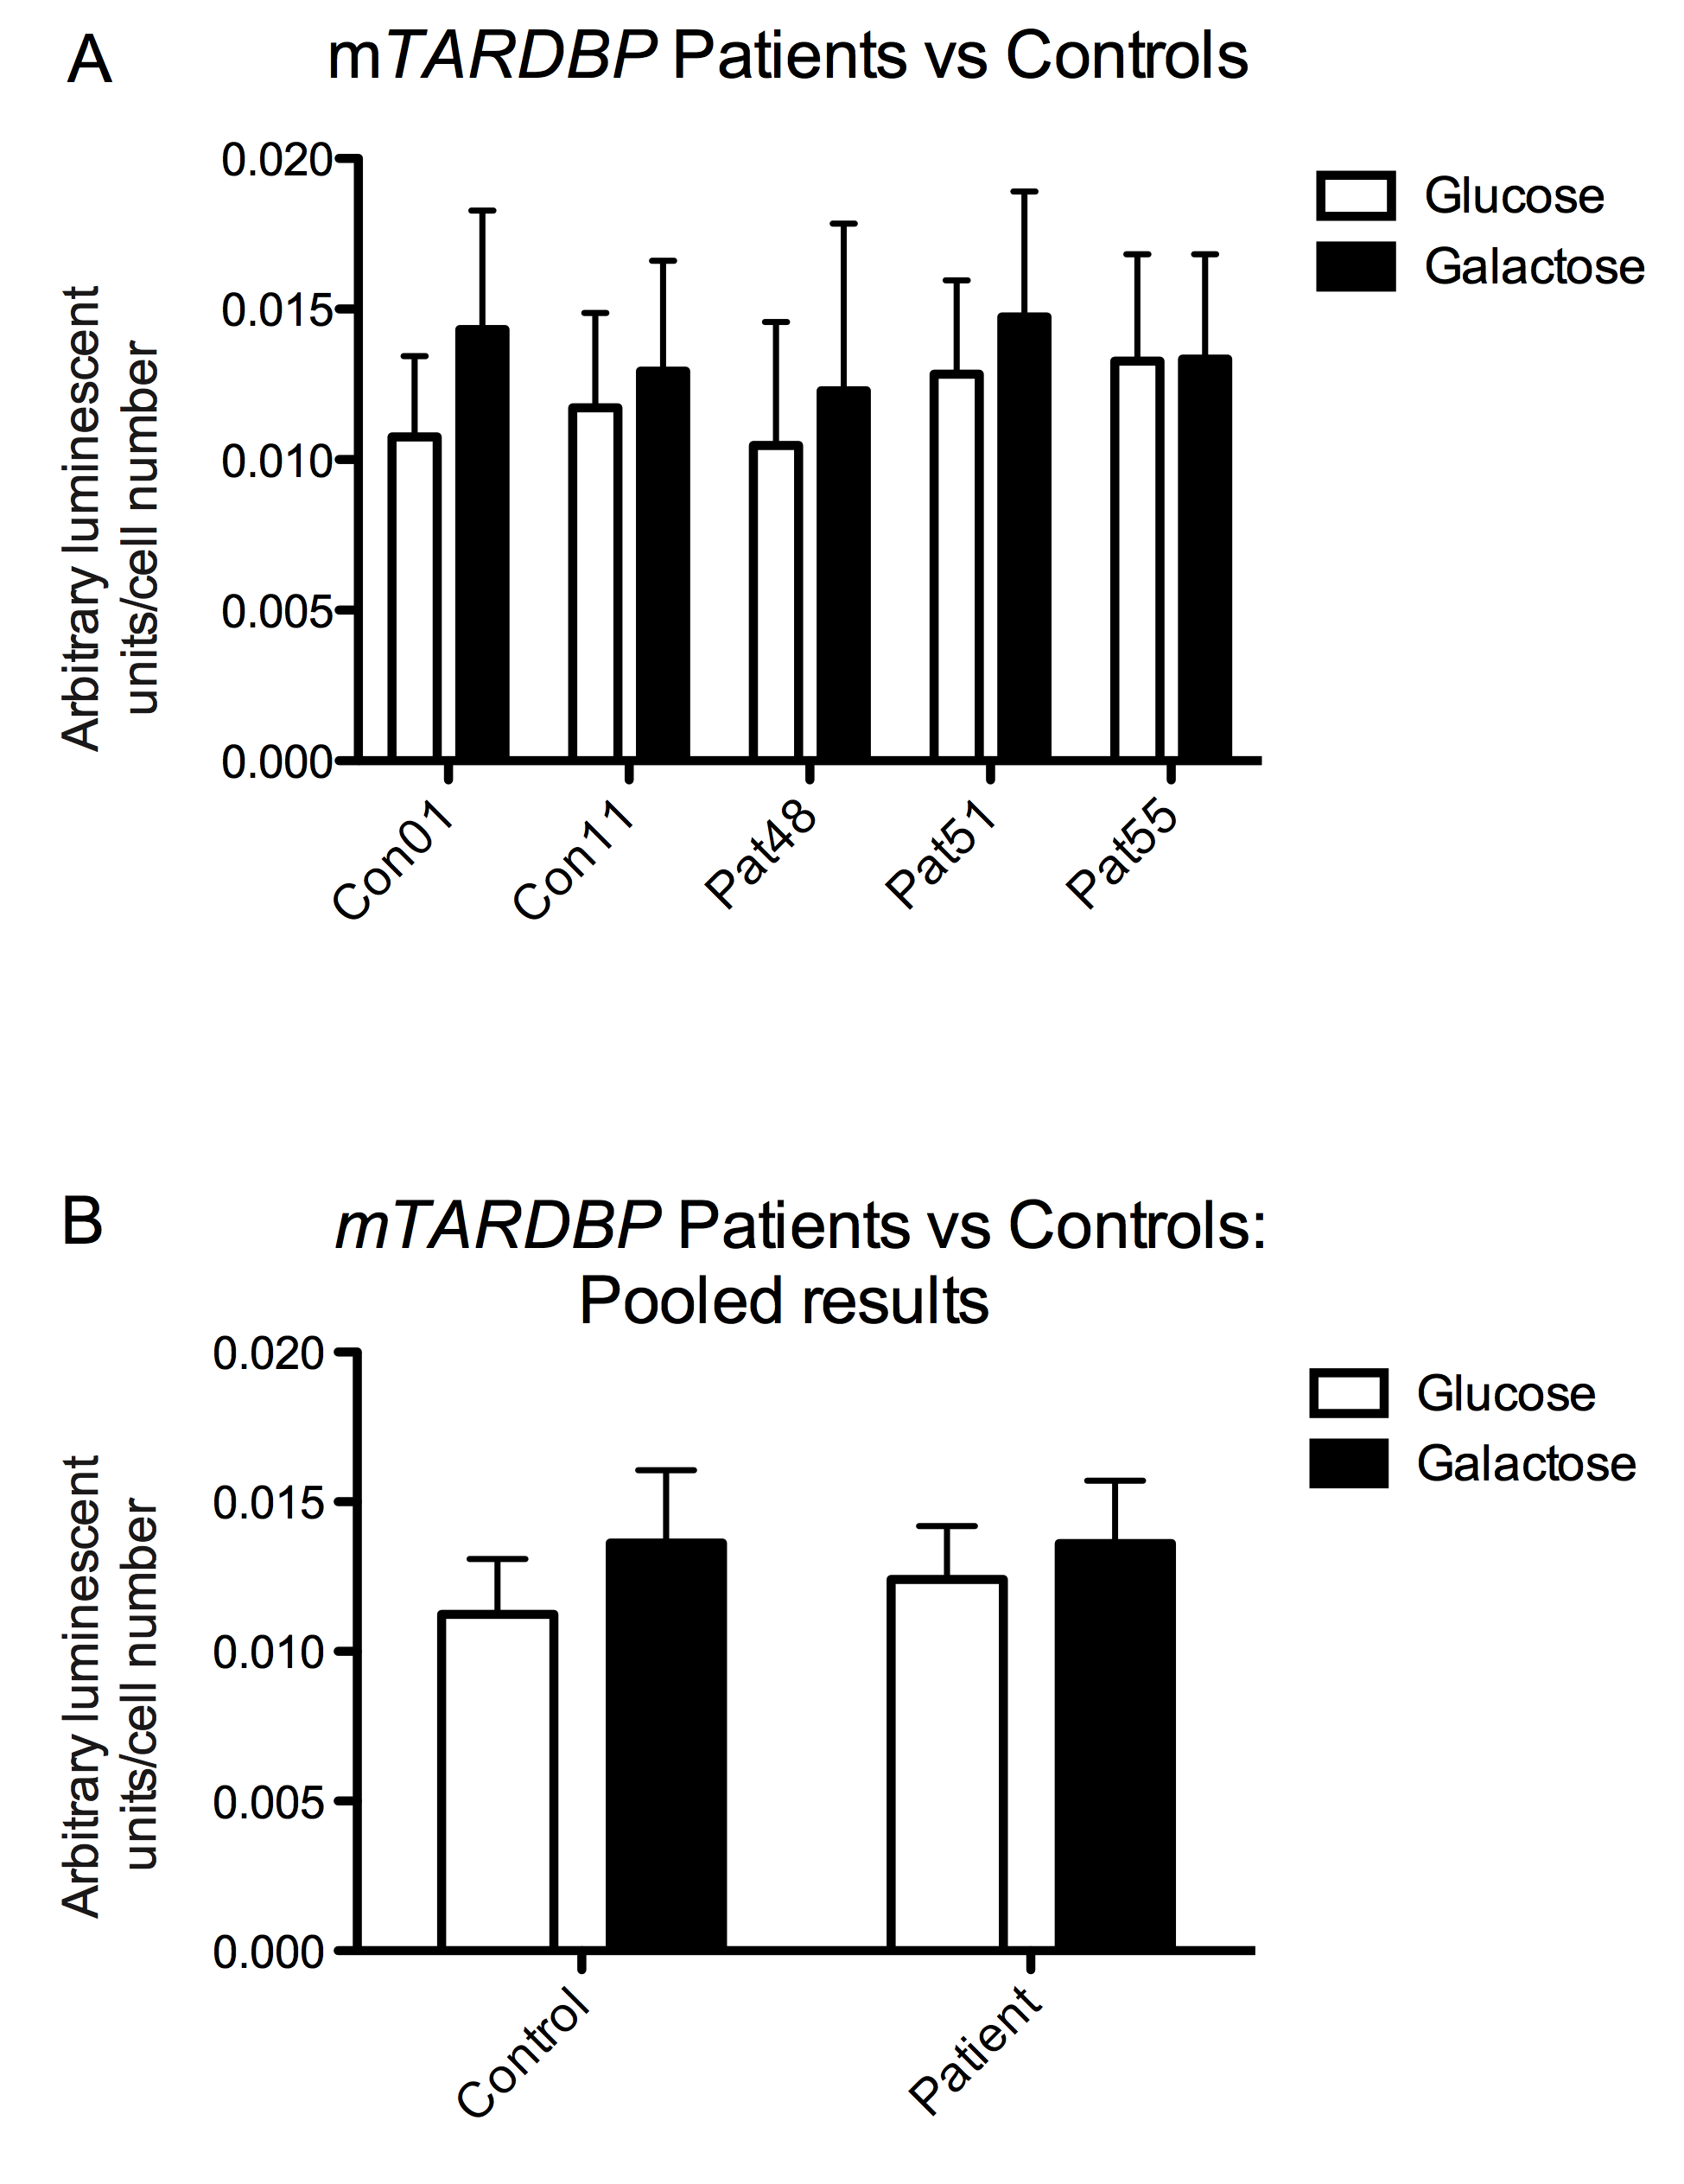 A
mTARDBP Patients vs Controls
0.020
0.015
0.010
0.005
0.000
Arbitrary luminescent
units/cell number
Glucose
Galactose
Con01
Con11
Pat48
Pat51
Pat55
B
mTARDBP Patients vs Controls:
Pooled results
0.020
0.015
0.010
0.005
0.000
Arbitrary luminescent
units/cell number
Glucose
Galactose
Control
Patient